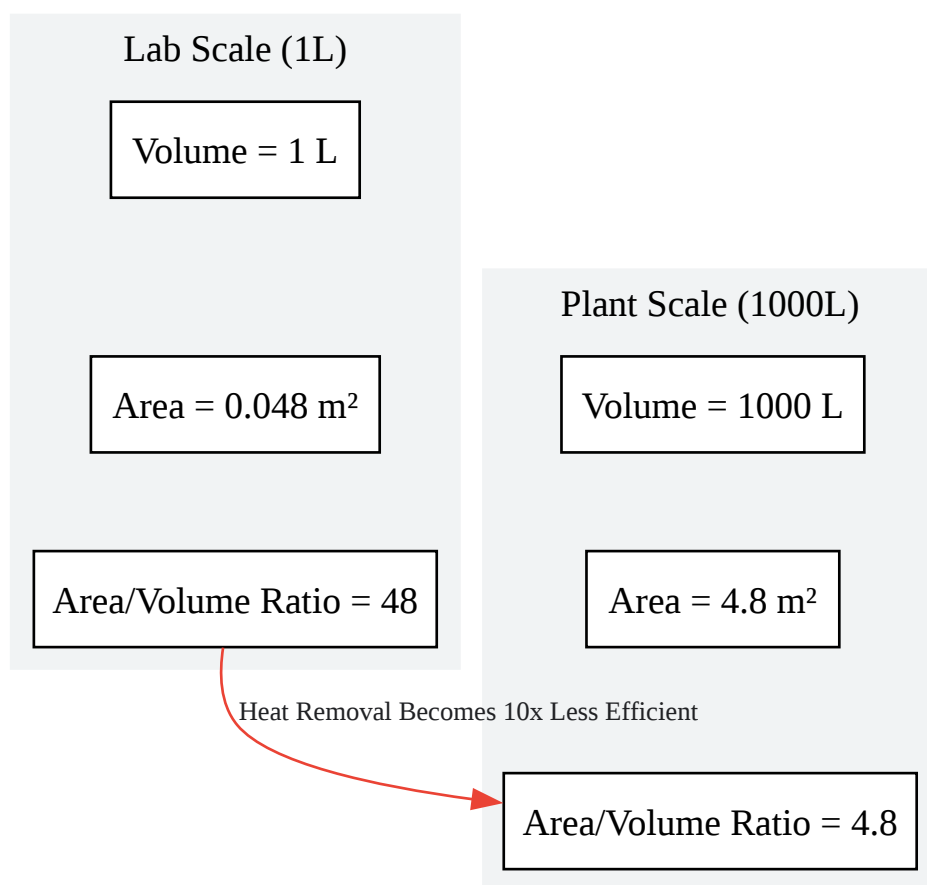 Lab Scale (1L)
Volume = 1 L
Area = 0.048 m²
Area/Volume Ratio = 48
Heat Removal Becomes 10x Less Efficient
Plant Scale (1000L)
Volume = 1000 L
Area = 4.8 m²
Area/Volume Ratio = 4.8